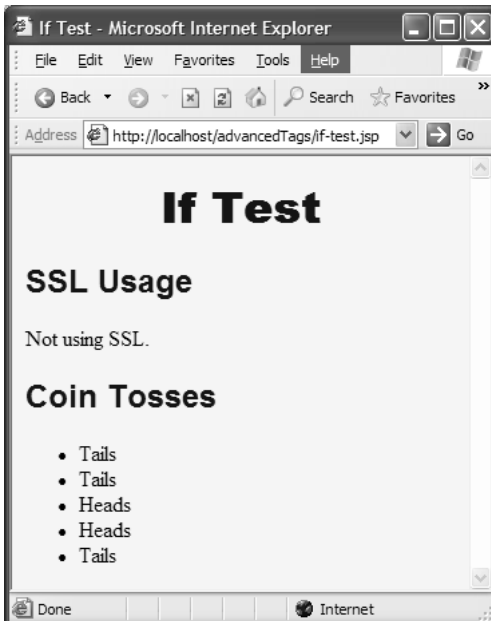 If Test - Microsoft Internet Explorer
File Edit View Favorites Tools Help
Back Search Favorites »
Address http://localhost/advancedTags/if-test.jsp Go
If Test
SSL Usage
Not using SSL.
Coin Tosses
• Tails
• Tails
• Heads
• Heads
• Tails
Done Internet